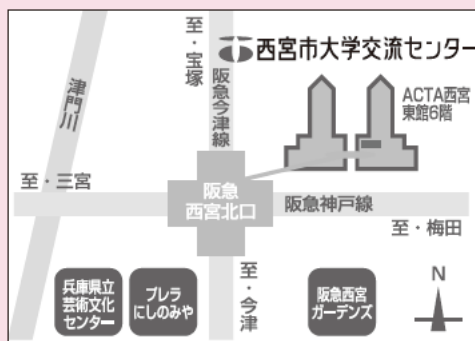 至・宝塚
西宮市大学交流センター
津門川
阪急今津線
ACTA西宮
東館6階
至・三宮
阪急
西宮北口
阪急神戸線
至・梅田
兵庫県立
芸術文化
センター
プレラ
にしのみや
至・今津
阪急西宮
ガーデンズ
N